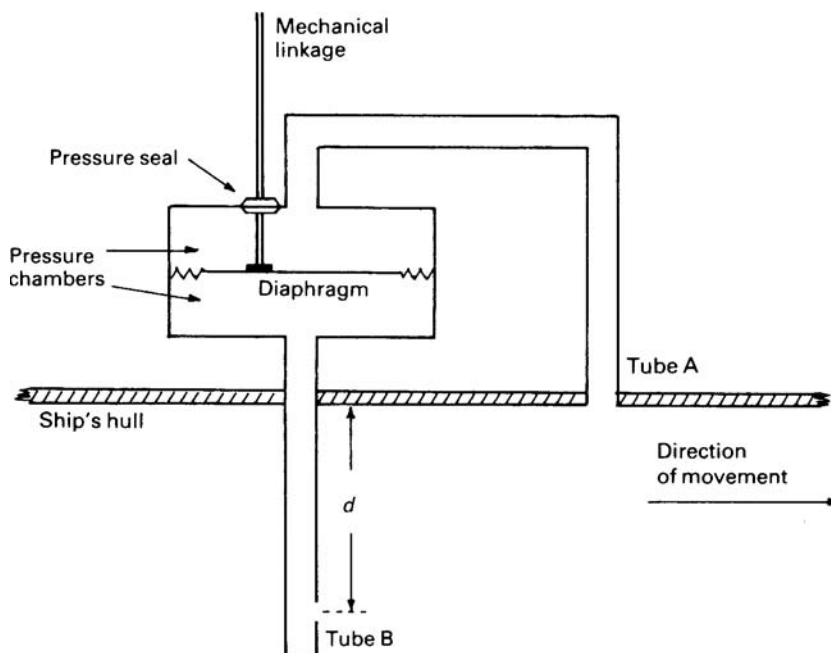 Mechanical
linkage
Pressure seal
Pressure
chambers
Diaphragm
Tube A
Ship's hull
Direction
of movement
d
Tube B